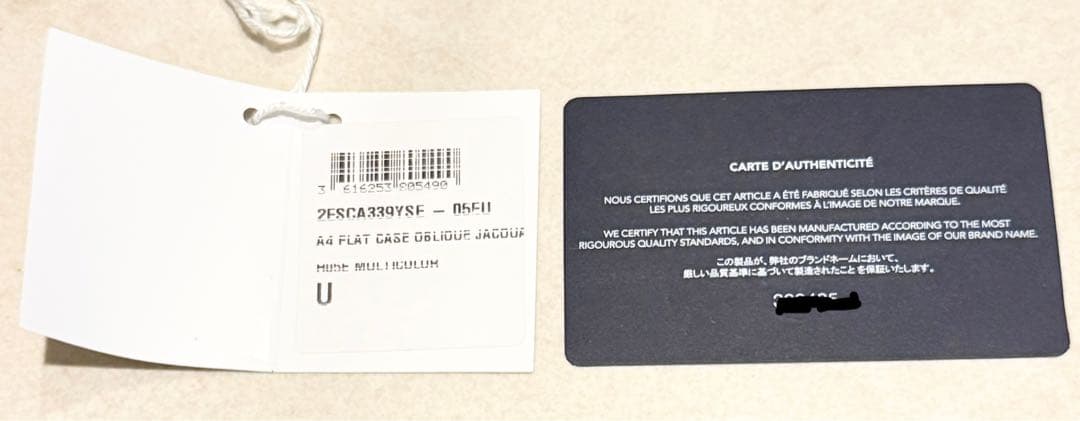 3 616253 805490
2ESCA339YSE – 05EU
A4 FLAT CASE OBLIQUE JACQUA
H05E MULTICOLOR
U
CARTE D'AUTHENTICITÉ
NOUS CERTIFIONS QUE CET ARTICLE A ÉTÉ FABRIQUÉ SELON LES CRITÈRES DE QUALITÉ
LES PLUS RIGOUREUX CONFORMES À L'IMAGE DE NOTRE MARQUE.
WE CERTIFY THAT THIS ARTICLE HAS BEEN MANUFACTURED ACCORDING TO THE MOST
RIGOUROUS QUALITY STANDARDS, AND IN CONFORMITY WITH THE IMAGE OF OUR BRAND NAME.
この製品が、弊社のブランドネームにおいて、
厳しい品質基準に基づいて製造されたことを保証いたします。